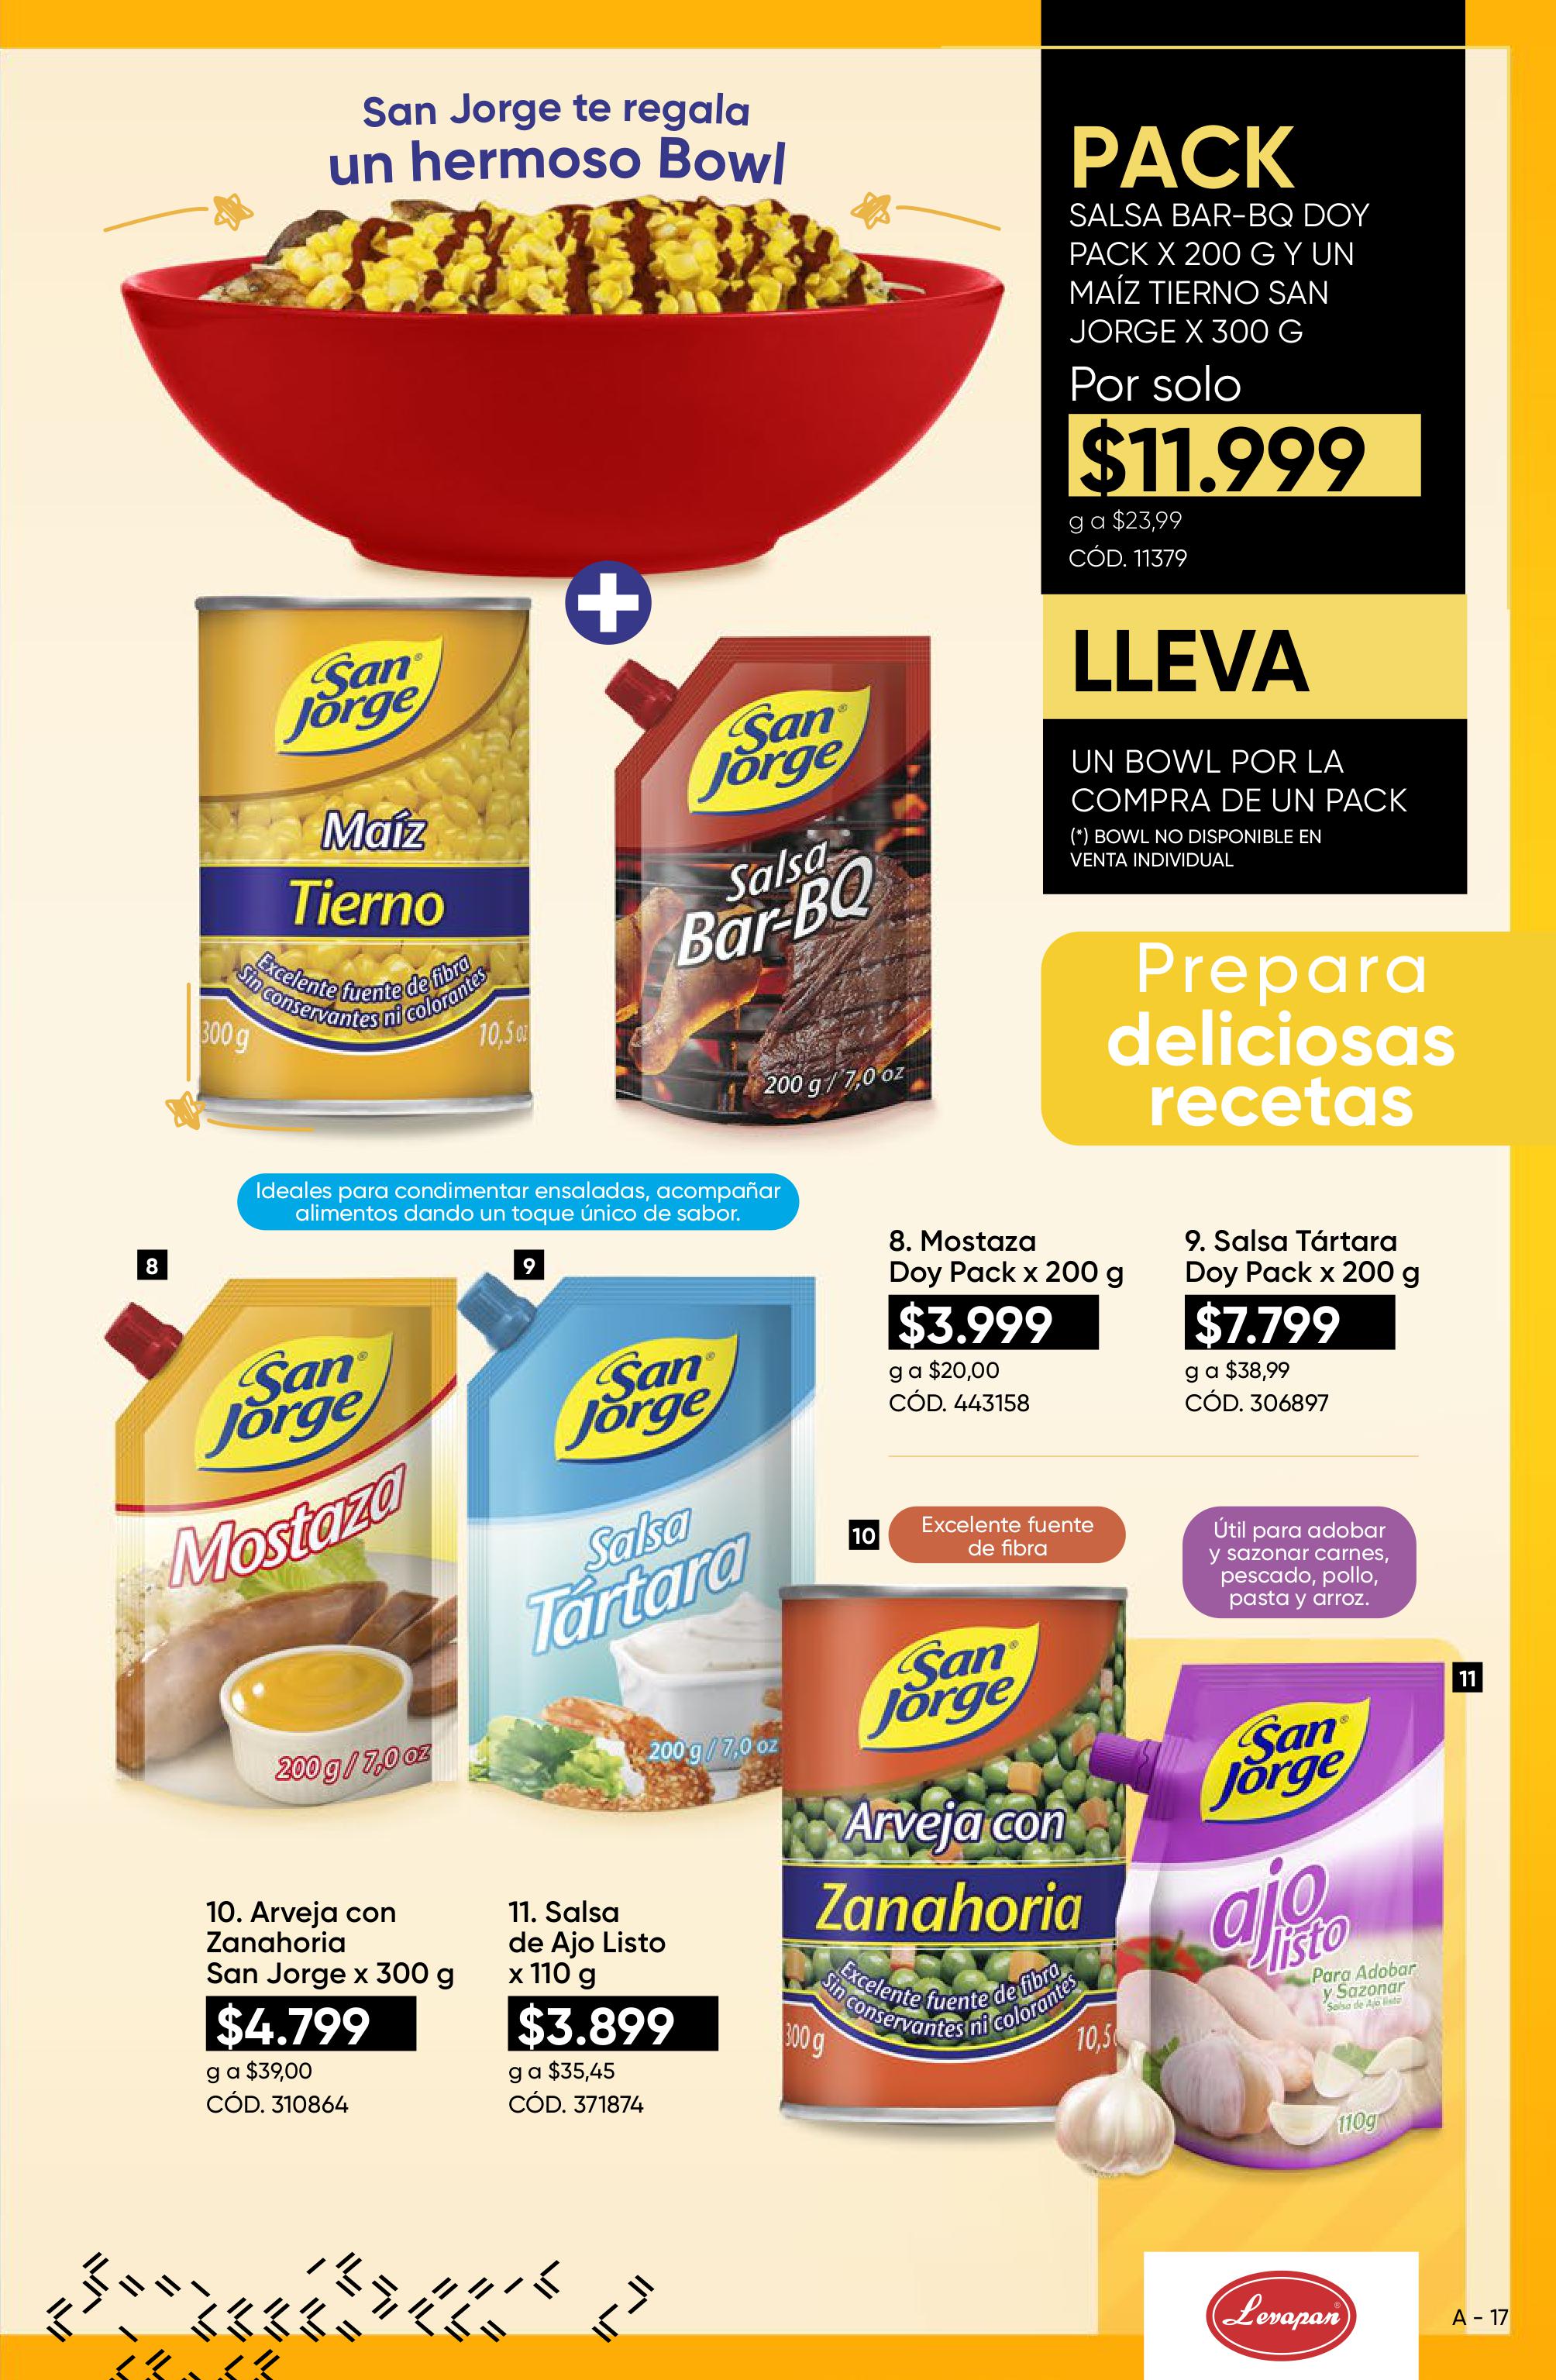 San Jorge te regala
un hermoso Bowl
PACK
SALSA BAR-BQ DOY
PACK X 200 G Y UN
MAÍZ TIERNO SAN
JORGE X 300 G
Por solo
$11.999
g a $23,99
CÓD. 11379
LLEVA
UN BOWL POR LA
COMPRA DE UN PACK
(*) BOWL NO DISPONIBLE EN
VENTA INDIVIDUAL
San®
Jorge
Maíz
Tierno
Excelente fuente de fibra
Sin conservantes ni colorantes
300 g
10,5 oz
San®
Jorge
Salsa
Bar-BQ
200 g / 7,0 oz
Prepara
deliciosas
recetas
Ideales para condimentar ensaladas, acompañar
alimentos dando un toque único de sabor.
8
San®
Jorge
Mostaza
200 g / 7,0 oz
9
San®
Jorge
Salsa
Tártara
200 g / 7,0 oz
8. Mostaza
Doy Pack x 200 g
$3.999
g a $20,00
CÓD. 443158
9. Salsa Tártara
Doy Pack x 200 g
$7.799
g a $38,99
CÓD. 306897
10
Excelente fuente
de fibra
San®
Jorge
Arveja con
Zanahoria
Excelente fuente de fibra
Sin conservantes ni colorantes
300 g
10,5
Útil para adobar
y sazonar carnes,
pescado, pollo,
pasta y arroz.
11
San®
Jorge
ajo
listo
Para Adobar
y Sazonar
Salsa de Ajo listo
110g
10. Arveja con
Zanahoria
San Jorge x 300 g
$4.799
g a $39,00
CÓD. 310864
11. Salsa
de Ajo Listo
x 110 g
$3.899
g a $35,45
CÓD. 371874
Levapan®
A - 17